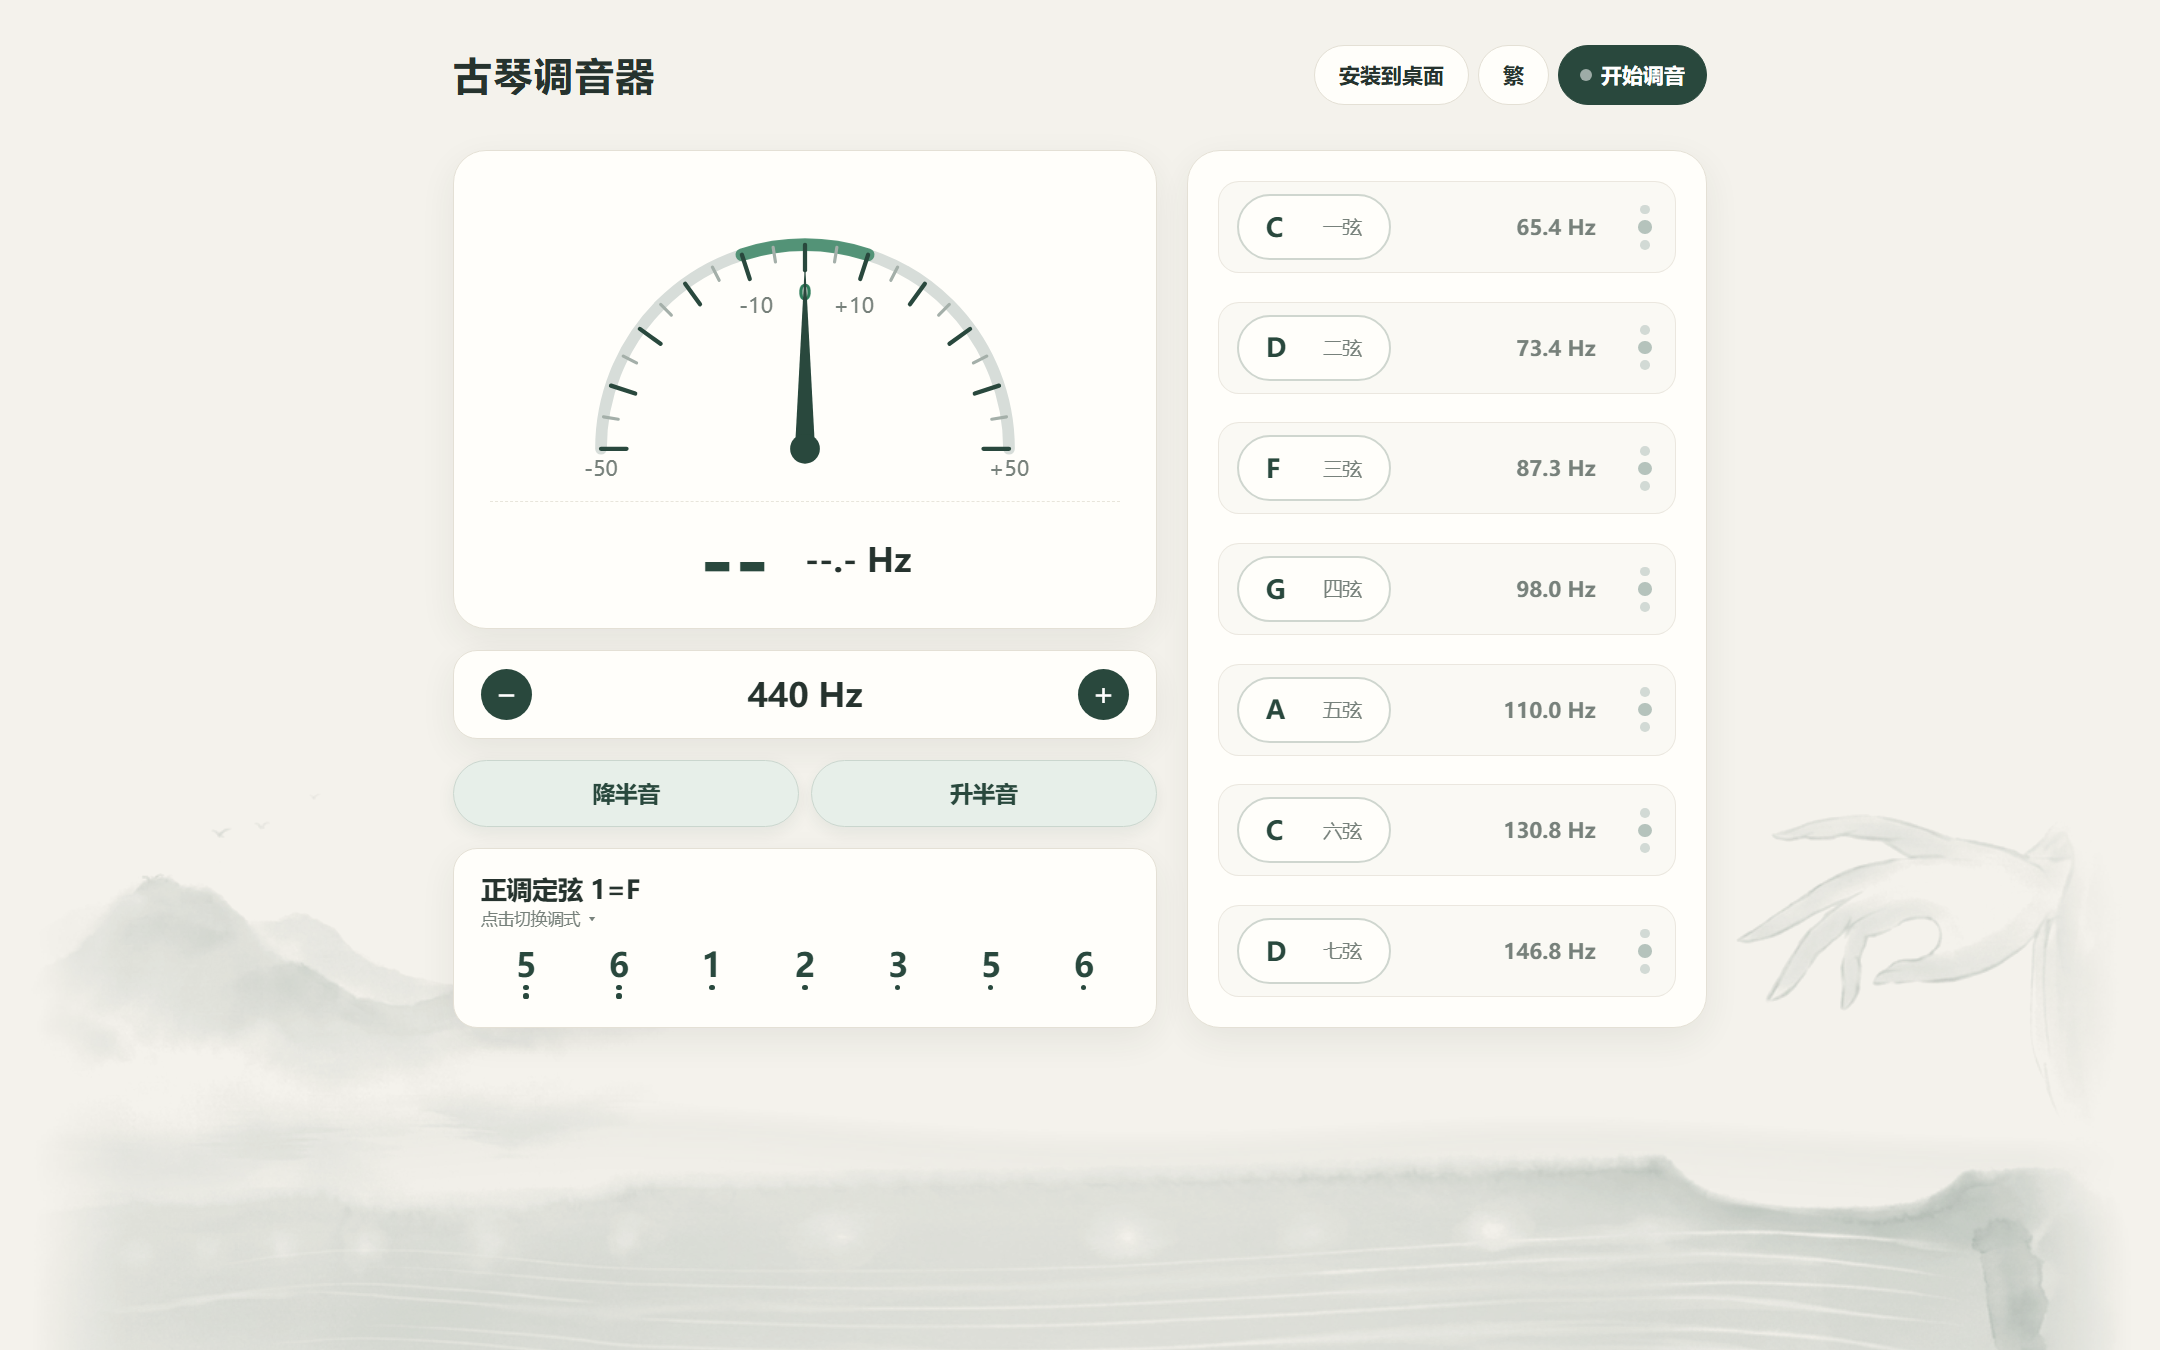 古琴调音器
安装到桌面
繁
开始调音
-10
0
+10
-50
+50
-- --.- Hz
− 440 Hz +
降半音
升半音
正调定弦 1=F
点击切换调式
5 6 1 2 3 5 6
C 一弦 65.4 Hz
D 二弦 73.4 Hz
F 三弦 87.3 Hz
G 四弦 98.0 Hz
A 五弦 110.0 Hz
C 六弦 130.8 Hz
D 七弦 146.8 Hz